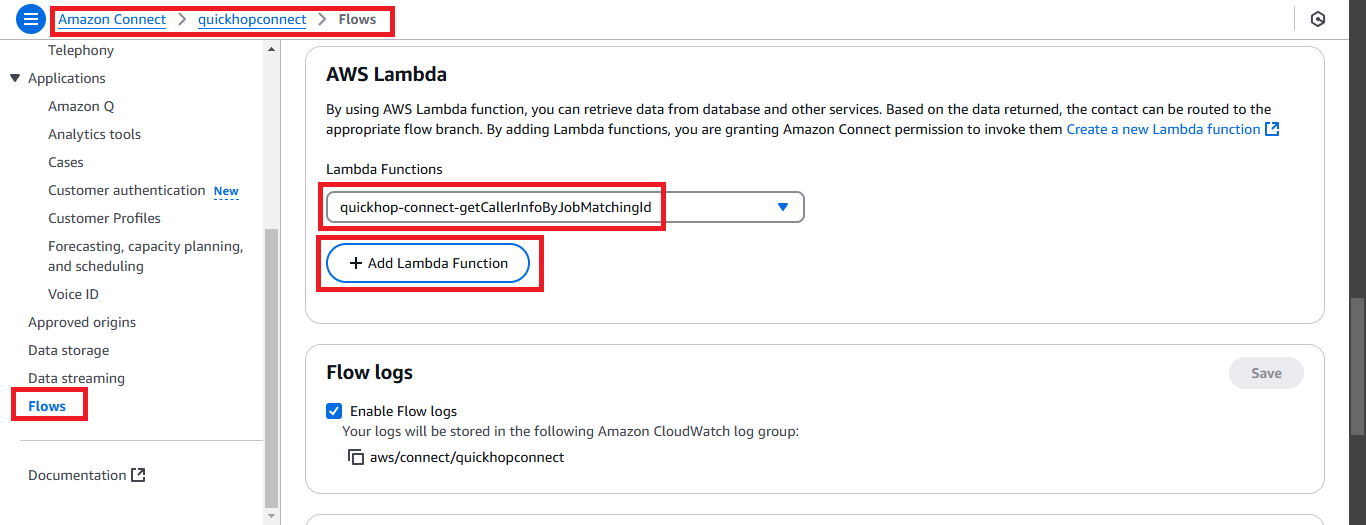 Amazon Connect > quickhopconnect > Flows
Telephony
Applications
Amazon Q
Analytics tools
Cases
Customer authentication New
Customer Profiles
Forecasting, capacity planning,
and scheduling
Voice ID
Approved origins
Data storage
Data streaming
Flows
Documentation
AWS Lambda
By using AWS Lambda function, you can retrieve data from database and other services. Based on the data returned, the contact can be routed to the
appropriate flow branch. By adding Lambda functions, you are granting Amazon Connect permission to invoke them Create a new Lambda function
Lambda Functions
quickhop-connect-getCallerInfoByJobMatchingId
+ Add Lambda Function
Flow logs
Save
Enable Flow logs
Your logs will be stored in the following Amazon CloudWatch log group:
aws/connect/quickhopconnect